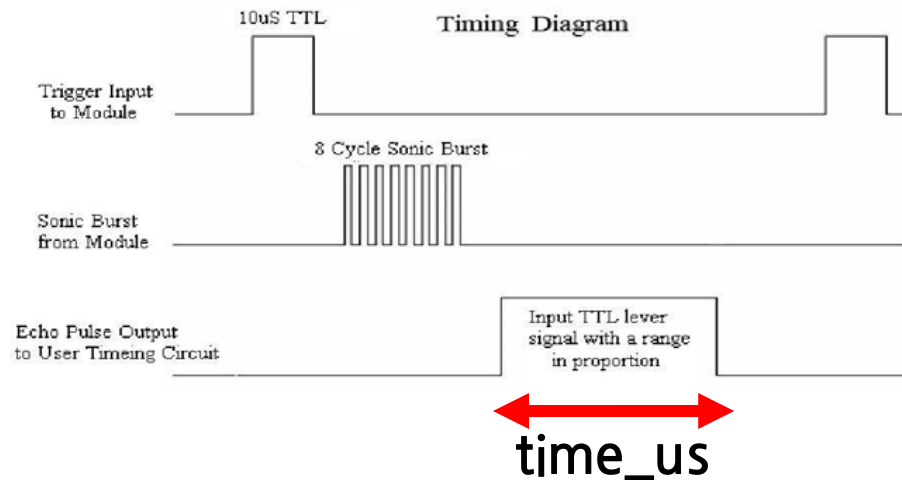 10uS TTL
Timing Diagram
Trigger Input
to Module
8 Cycle Sonic Burst
Sonic Burst
from Module
Echo Pulse Output
to User Timeing Circuit
Input TTL lever
signal with a range
in proportion
time_us